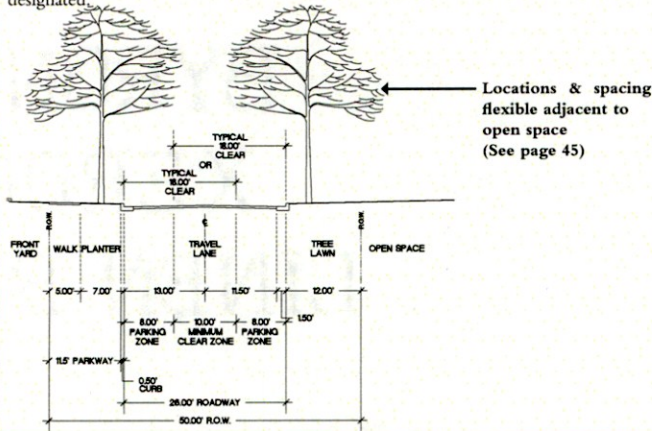 designated.
Locations & spacing
flexible adjacent to
open space
(See page 45)
TYPICAL
18.00'
CLEAR
OR
TYPICAL
18.00'
CLEAR
R.O.W.
℄
R.O.W.
FRONT
YARD
WALK
PLANTER
TRAVEL
LANE
TREE
LAWN
OPEN SPACE
5.00'
7.00'
13.00'
11.50'
12.00'
1.50'
8.00'
PARKING
ZONE
10.00'
MINIMUM
CLEAR ZONE
8.00'
PARKING
ZONE
11.5' PARKWAY
0.50'
CURB
26.00' ROADWAY
50.00' R.O.W.